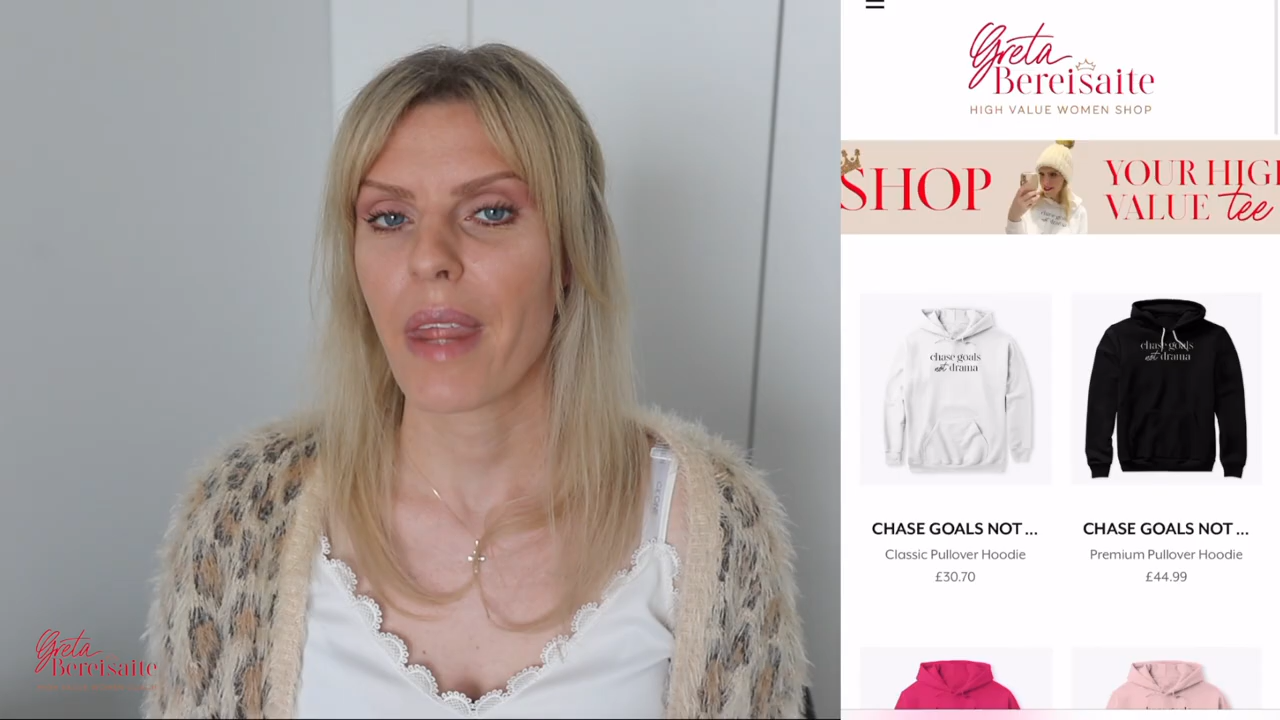 Greta
Bereisaite
HIGH VALUE WOMEN SHOP
SHOP
YOUR HIGH
VALUE tee
chase goals
not drama
chase goals
not drama
CHASE GOALS NOT ...
CHASE GOALS NOT ...
Classic Pullover Hoodie
Premium Pullover Hoodie
£30.70
£44.99
Greta
Bereisaite